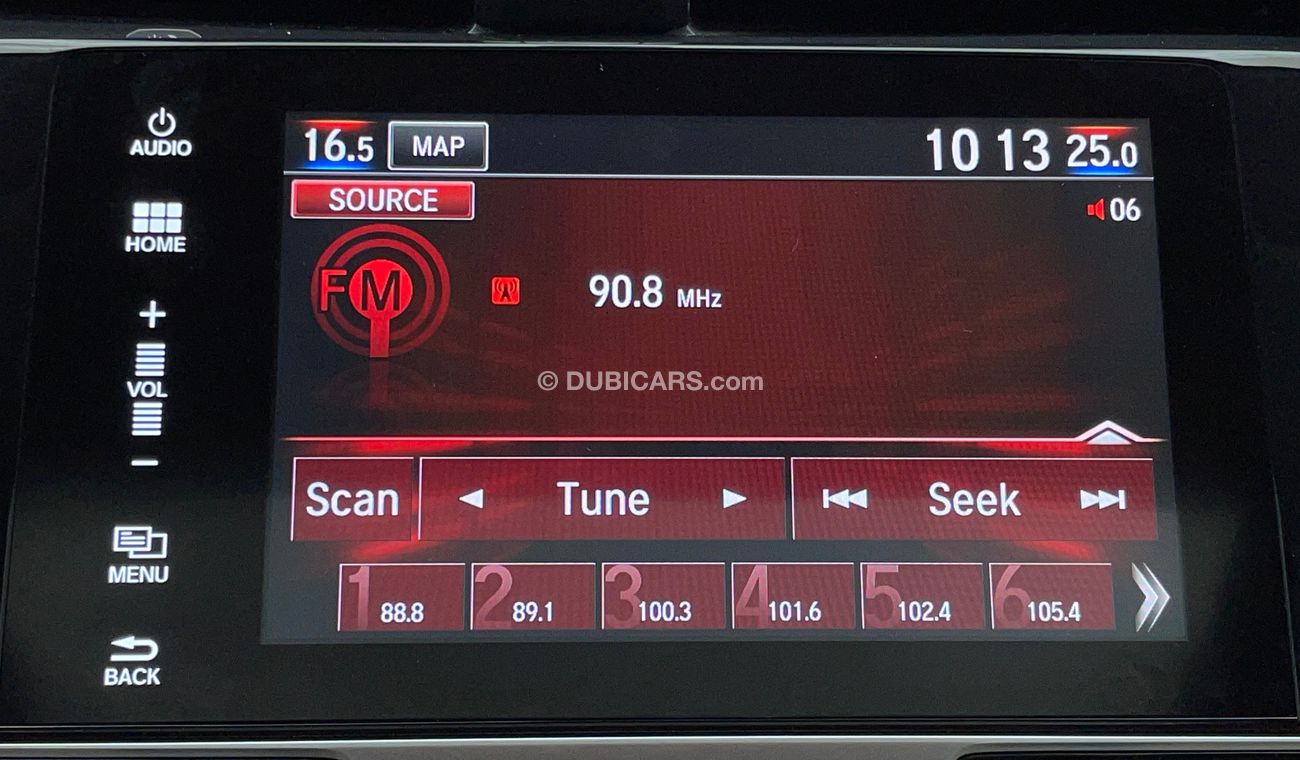 AUDIO
HOME
+
VOL
−
MENU
BACK
16.5 MAP 10 13 25.0
SOURCE 06
FM 90.8 MHz
© DUBICARS.com
Scan Tune Seek
1 88.8 2 89.1 3 100.3 4 101.6 5 102.4 6 105.4